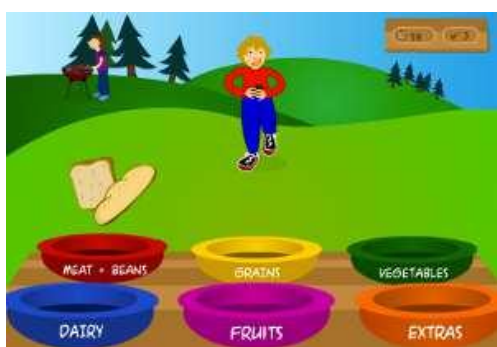 MEAT + BEANS
GRAINS
VEGETABLES
DAIRY
FRUITS
EXTRAS